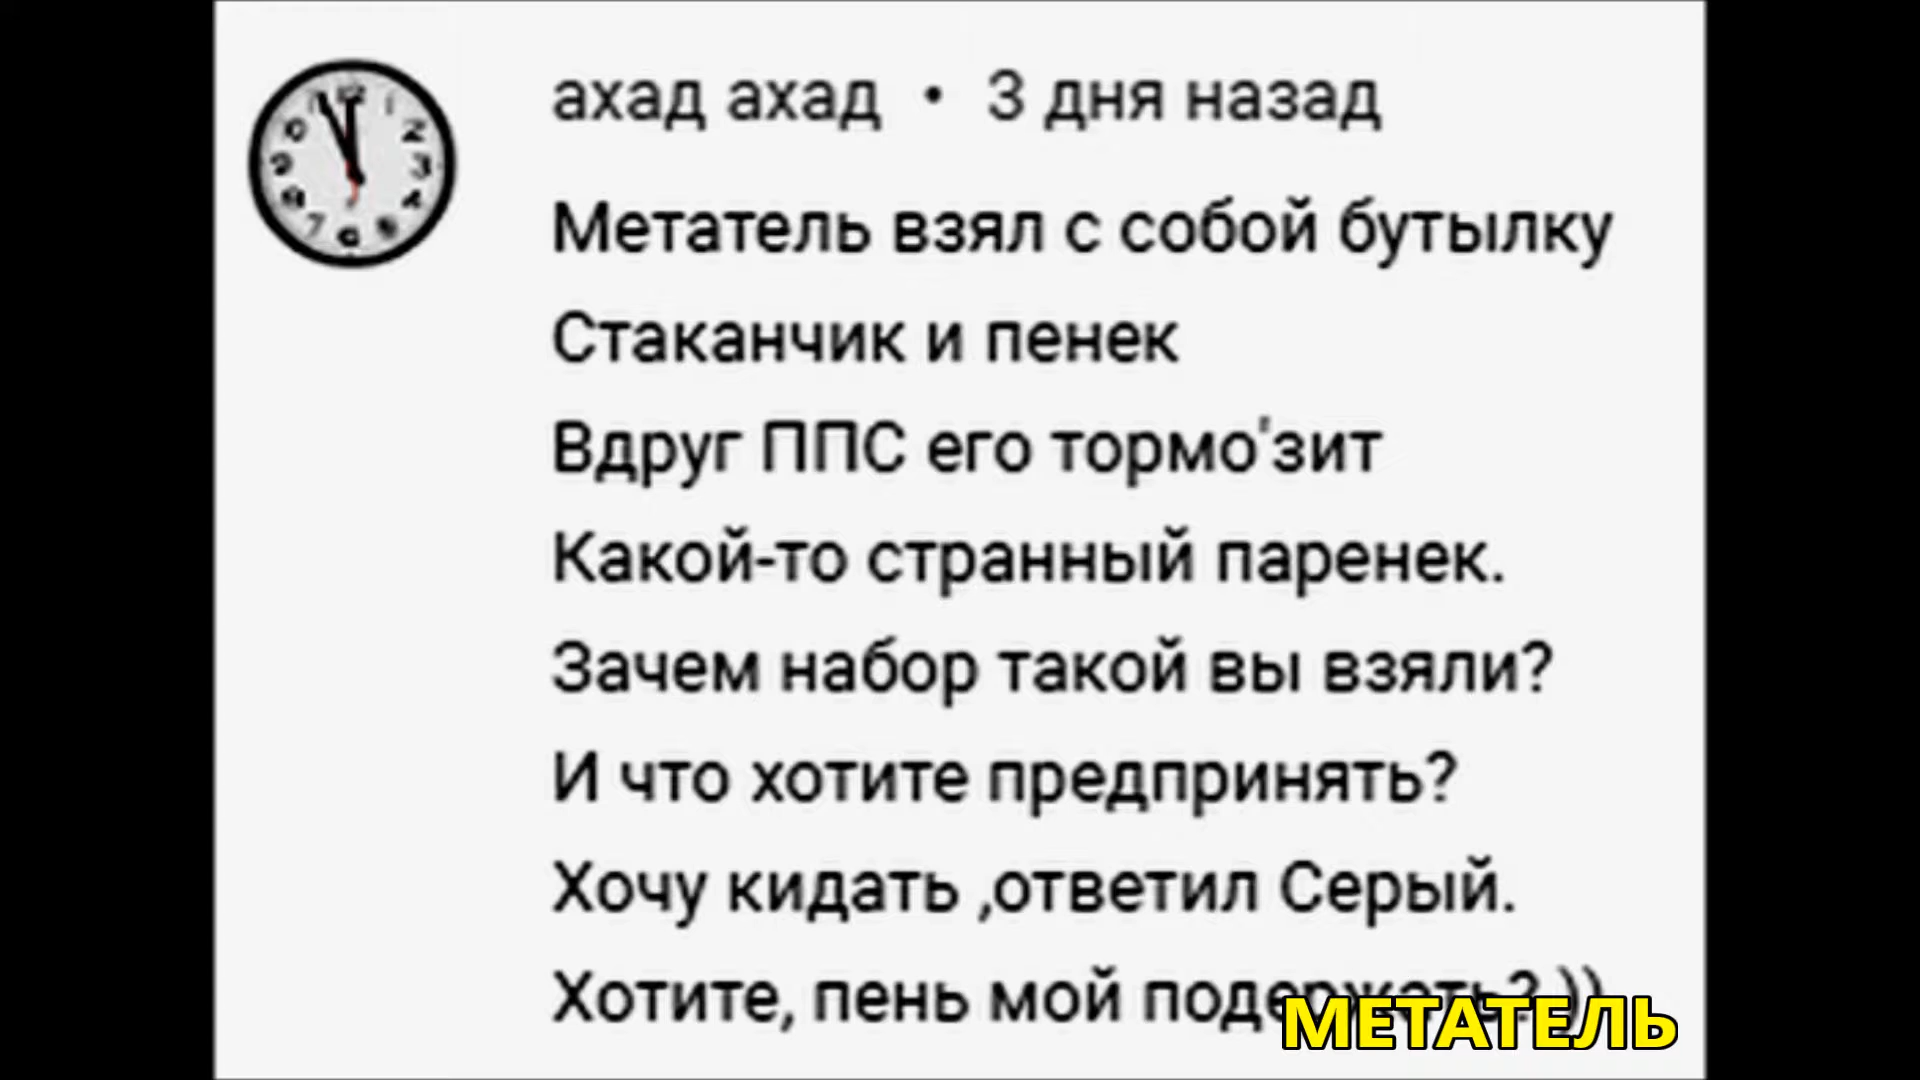 ахад ахад • 3 дня назад
Метатель взял с собой бутылку
Стаканчик и пенек
Вдруг ППС его тормо'зит
Какой-то странный паренек.
Зачем набор такой вы взяли?
И что хотите предпринять?
Хочу кидать ,ответил Серый.
Хотите, пень мой подержать? ))
МЕТАТЕЛЬ